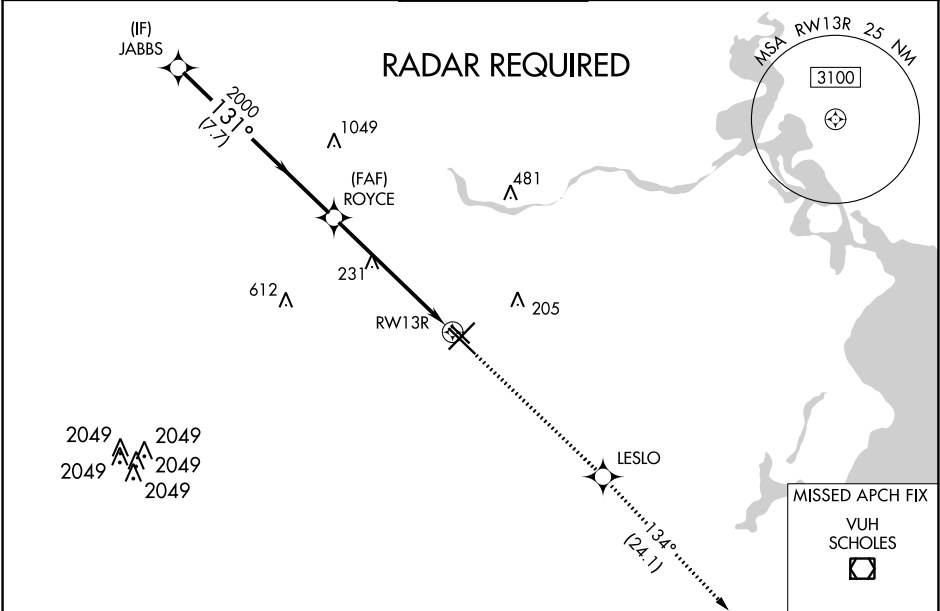 (IF)
JABBS
RADAR REQUIRED
MSA RW13R 25 NM
3100
2000
131°
(7.7)
1049
(FAF)
ROYCE
481
231
612
205
RW13R
2049
2049
2049
2049
2049
LESLO
134°
(24.1)
MISSED APCH FIX
VUH
SCHOLES